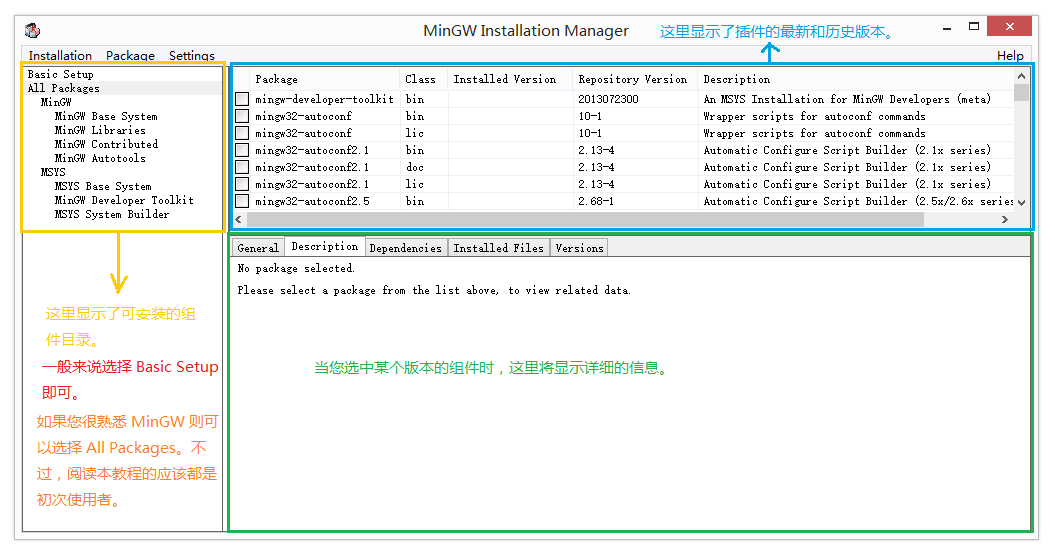 MinGW Installation Manager
这里显示了插件的最新和历史版本。
Installation Package Settings Help
Basic Setup
All Packages
MinGW
MinGW Base System
MinGW Libraries
MinGW Contributed
MinGW Autotools
MSYS
MSYS Base System
MinGW Developer Toolkit
MSYS System Builder
Package Class Installed Version Repository Version Description
mingw-developer-toolkit bin 2013072300 An MSYS Installation for MinGW Developers (meta)
mingw32-autoconf bin 10-1 Wrapper scripts for autoconf commands
mingw32-autoconf lic 10-1 Wrapper scripts for autoconf commands
mingw32-autoconf2.1 bin 2.13-4 Automatic Configure Script Builder (2.1x series)
mingw32-autoconf2.1 doc 2.13-4 Automatic Configure Script Builder (2.1x series)
mingw32-autoconf2.1 lic 2.13-4 Automatic Configure Script Builder (2.1x series)
mingw32-autoconf2.5 bin 2.68-1 Automatic Configure Script Builder (2.5x/2.6x series
General Description Dependencies Installed Files Versions
No package selected.
Please select a package from the list above, to view related data.
这里显示了可安装的组
件目录。
一般来说选择 Basic Setup
即可。
如果您很熟悉 MinGW 则可
以选择 All Packages。不
过，阅读本教程的应该都是
初次使用者。
当您选中某个版本的组件时，这里将显示详细的信息。